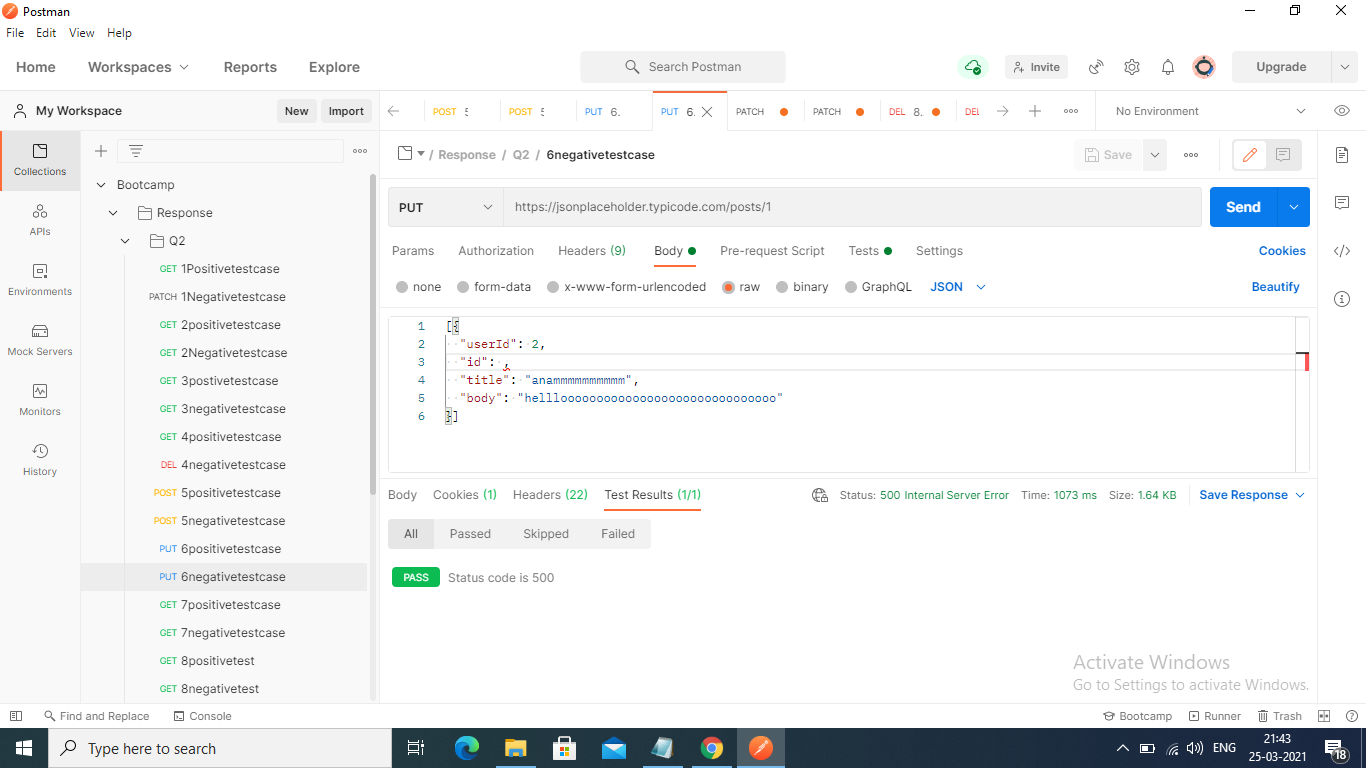 Postman
File Edit View Help
Home Workspaces Reports Explore Search Postman Invite Upgrade
My Workspace New Import
POST POST PUT 6. PUT 6. PATCH PATCH DEL 8. DEL No Environment
Collections
APIs
Environments
Mock Servers
Monitors
History
Bootcamp
Response
Q2
GET 1Positivetestcase
PATCH 1Negativetestcase
GET 2positivetestcase
GET 2Negativetestcase
GET 3postivetestcase
GET 3negativetestcase
GET 4positivetestcase
DEL 4negativetestcase
POST 5positivetestcase
POST 5negativetestcase
PUT 6positivetestcase
PUT 6negativetestcase
GET 7positivetestcase
GET 7negativetestcase
GET 8positivetest
GET 8negativetest
/ Response / Q2 / 6negativetestcase Save
PUT https://jsonplaceholder.typicode.com/posts/1 Send
Params Authorization Headers (9) Body Pre-request Script Tests Settings Cookies
none form-data x-www-form-urlencoded raw binary GraphQL JSON Beautify
1 [{
2 "userId": 2,
3 "id": ,
4 "title": "anammmmmmmmmm",
5 "body": "hellloooooooooooooooooooooooooooooo"
6 }]
Body Cookies (1) Headers (22) Test Results (1/1) Status: 500 Internal Server Error Time: 1073 ms Size: 1.64 KB Save Response
All Passed Skipped Failed
PASS Status code is 500
Activate Windows
Go to Settings to activate Windows.
Find and Replace Console Bootcamp Runner Trash
Type here to search ENG 21:43
25-03-2021 18